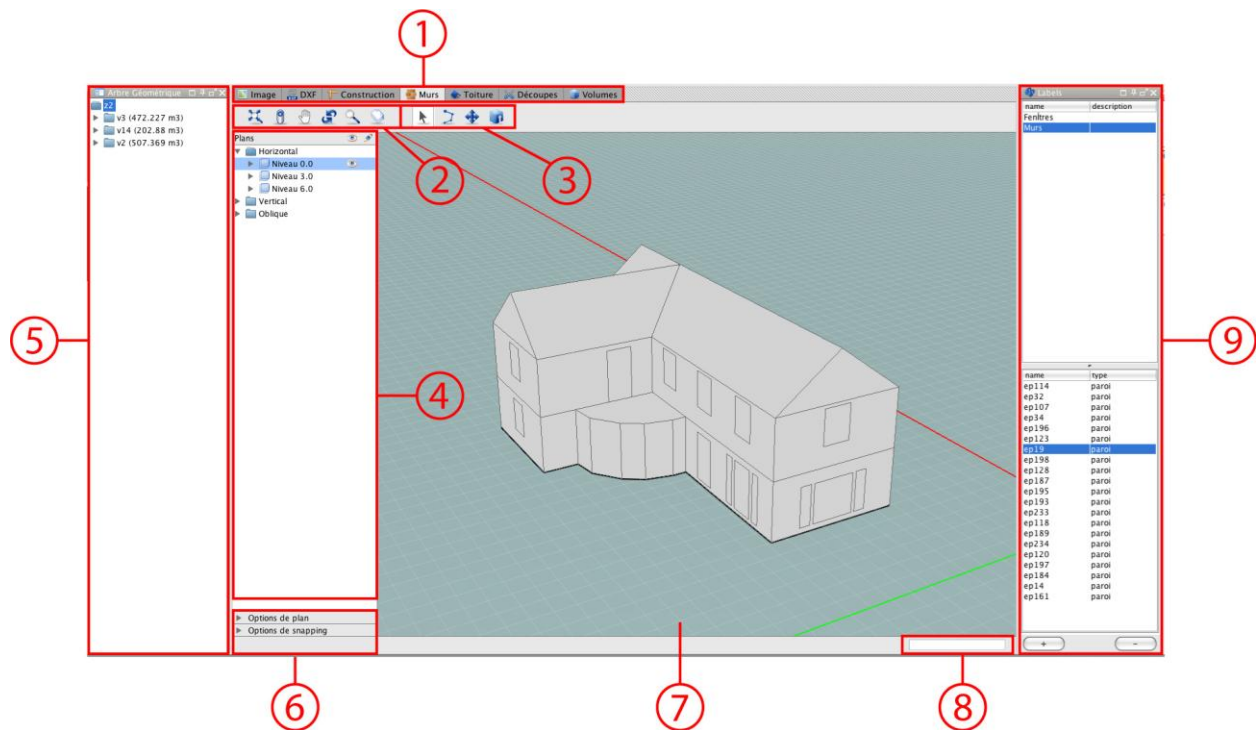 1
Arbre Géométrique
z2
v3 (472.227 m3)
v14 (202.88 m3)
v2 (507.369 m3)
Image DXF Construction Murs Toiture Découpes Volumes
Plans
Horizontal
Niveau 0.0
Niveau 3.0
Niveau 6.0
Vertical
Oblique
2
3
4
5
Options de plan
Options de snapping
6
7
8
Labels
name description
Fenîtres
Murs
name type
ep114 paroi
ep32 paroi
ep107 paroi
ep34 paroi
ep196 paroi
ep123 paroi
ep19 paroi
ep198 paroi
ep128 paroi
ep187 paroi
ep195 paroi
ep193 paroi
ep233 paroi
ep118 paroi
ep189 paroi
ep234 paroi
ep120 paroi
ep197 paroi
ep184 paroi
ep14 paroi
ep161 paroi
+ -
9